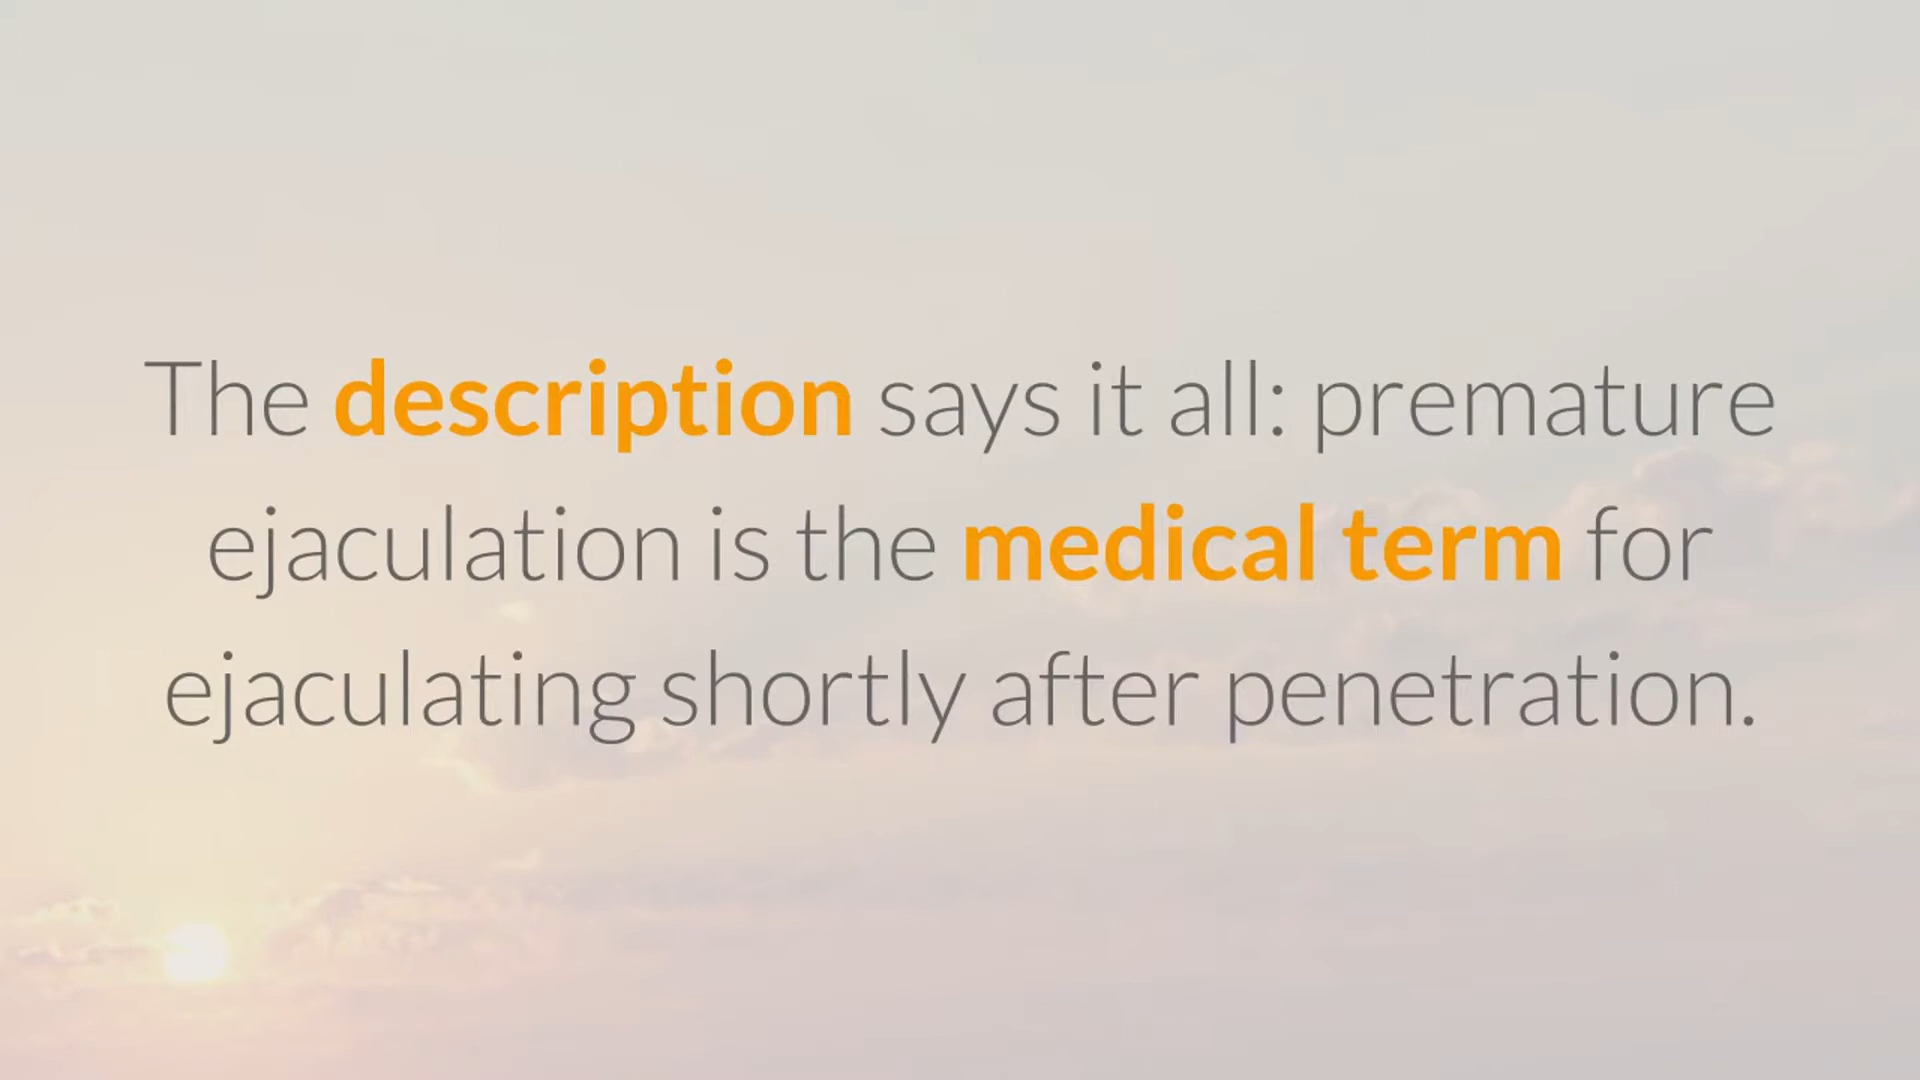 The description says it all: premature
ejaculation is the medical term for
ejaculating shortly after penetration.